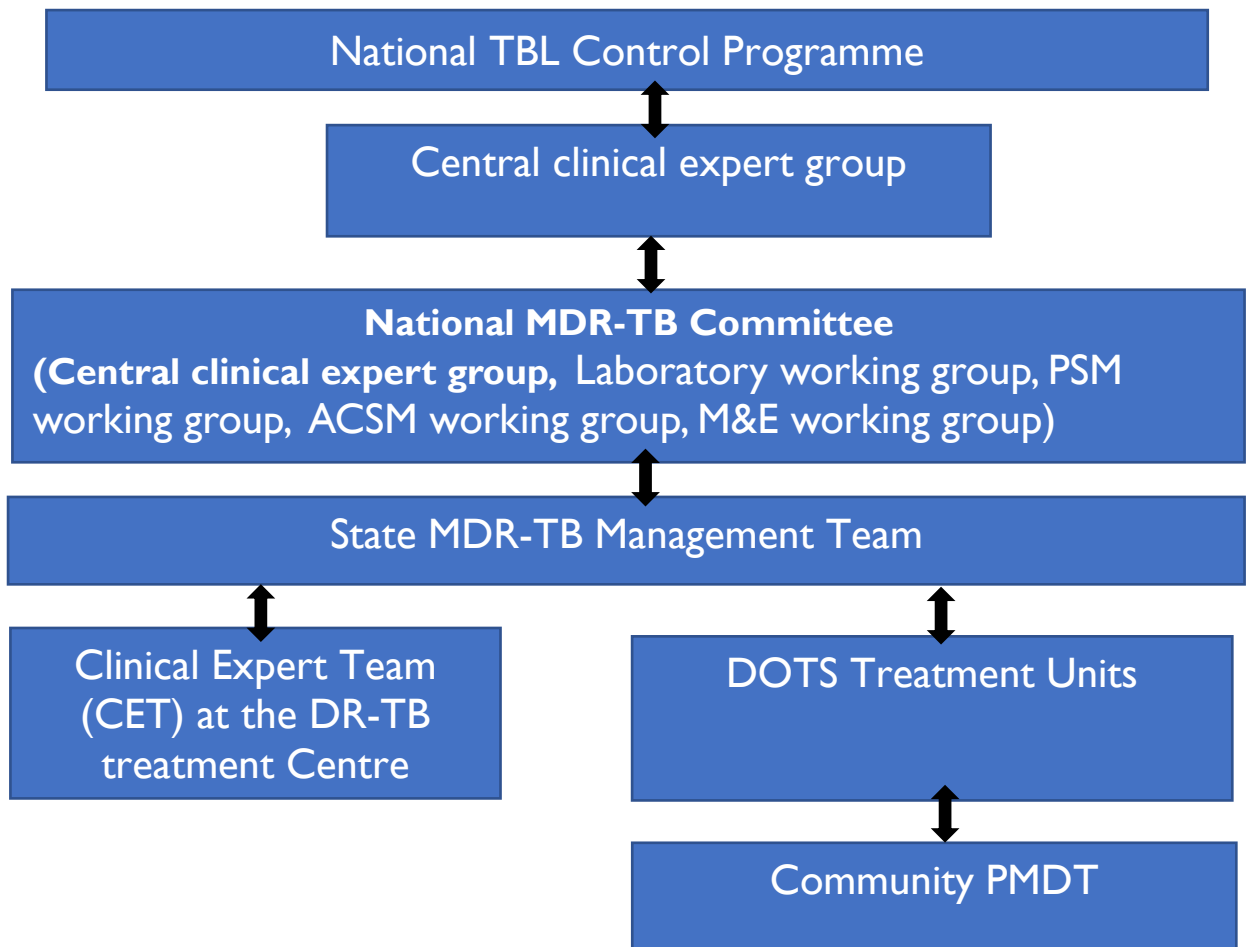 National TBL Control Programme
Central clinical expert group
National MDR-TB Committee
(Central clinical expert group, Laboratory working group, PSM
working group, ACSM working group, M&E working group)
State MDR-TB Management Team
Clinical Expert Team
(CET) at the DR-TB
treatment Centre
DOTS Treatment Units
Community PMDT